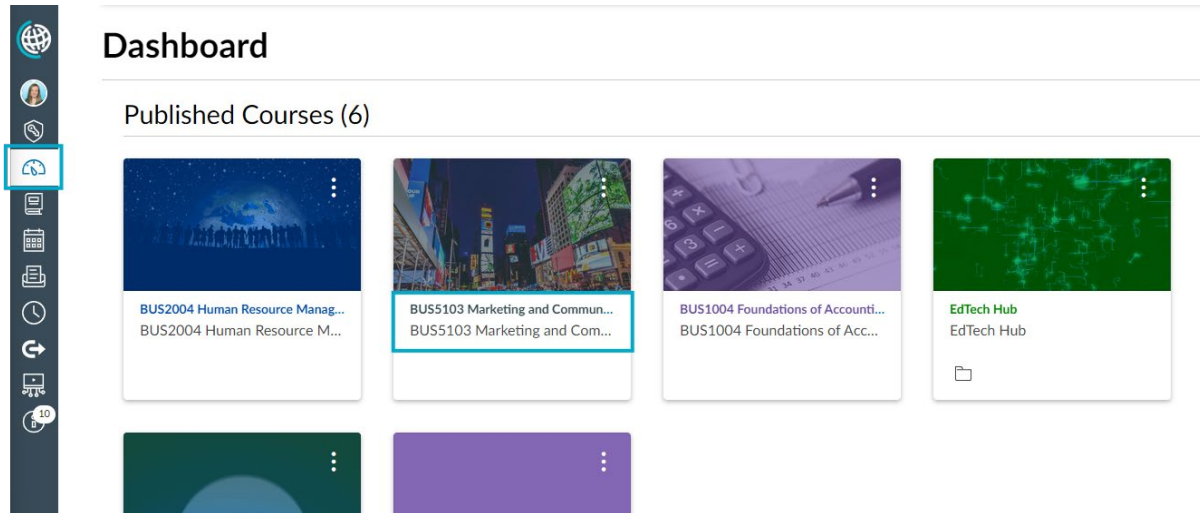 Dashboard
Published Courses (6)
BUS2004 Human Resource Manag...
BUS2004 Human Resource M...
BUS5103 Marketing and Commun...
BUS5103 Marketing and Com...
BUS1004 Foundations of Accounti...
BUS1004 Foundations of Acc...
EdTech Hub
EdTech Hub
10